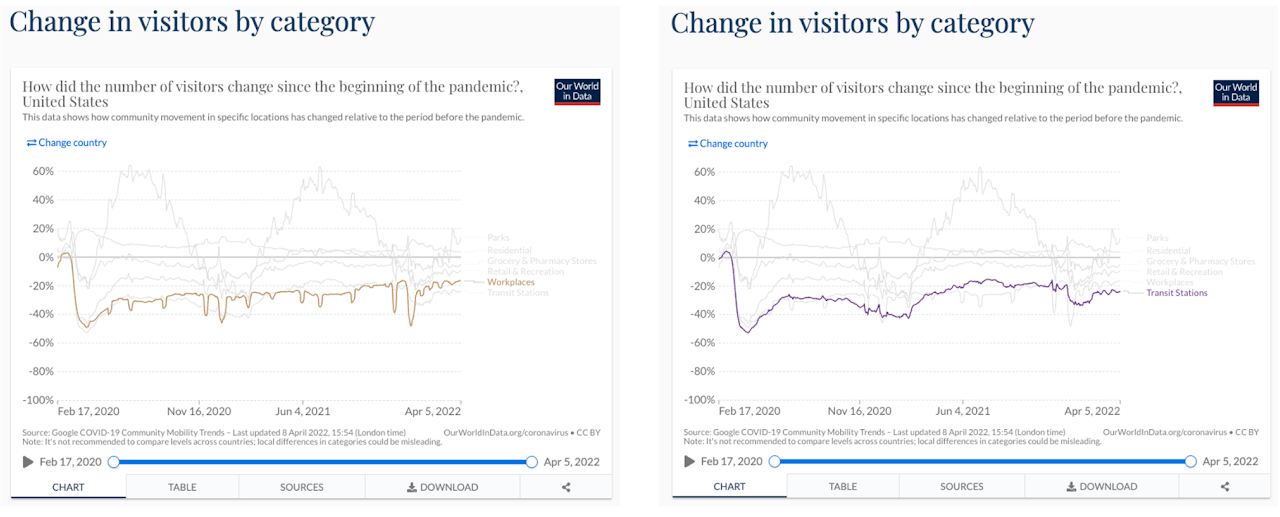 Change in visitors by category
How did the number of visitors change since the beginning of the pandemic?,
United States
This data shows how community movement in specific locations has changed relative to the period before the pandemic.
Our World
in Data
Change country
60%
40%
20%
0%
-20%
-40%
-60%
-80%
-100%
Parks
Residential
Grocery & Pharmacy Stores
Retail & Recreation
Workplaces
Transit Stations
Feb 17, 2020 Nov 16, 2020 Jun 4, 2021 Apr 5, 2022
Source: Google COVID-19 Community Mobility Trends – Last updated 8 April 2022, 15:54 (London time) OurWorldInData.org/coronavirus • CC BY
Note: It's not recommended to compare levels across countries; local differences in categories could be misleading.
Feb 17, 2020 Apr 5, 2022
CHART TABLE SOURCES DOWNLOAD
Change in visitors by category
How did the number of visitors change since the beginning of the pandemic?,
United States
This data shows how community movement in specific locations has changed relative to the period before the pandemic.
Our World
in Data
Change country
60%
40%
20%
0%
-20%
-40%
-60%
-80%
-100%
Parks
Residential
Grocery & Pharmacy Stores
Retail & Recreation
Workplaces
Transit Stations
Feb 17, 2020 Nov 16, 2020 Jun 4, 2021 Apr 5, 2022
Source: Google COVID-19 Community Mobility Trends – Last updated 8 April 2022, 15:54 (London time) OurWorldInData.org/coronavirus • CC BY
Note: It's not recommended to compare levels across countries; local differences in categories could be misleading.
Feb 17, 2020 Apr 5, 2022
CHART TABLE SOURCES DOWNLOAD